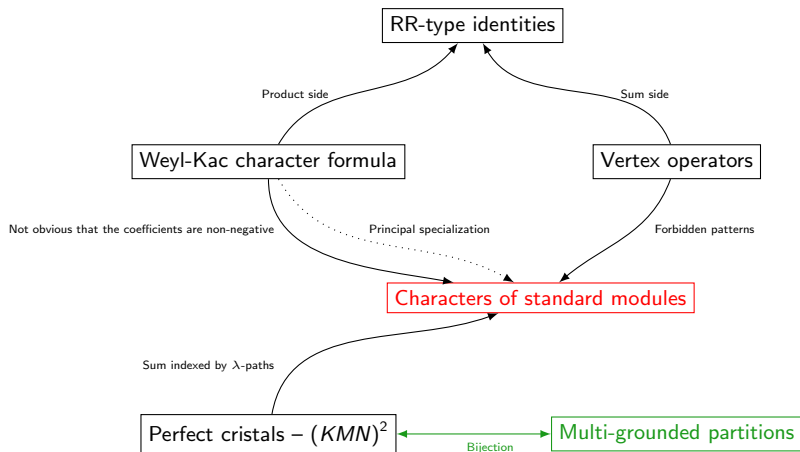 RR-type identities
Product side
Sum side
Weyl-Kac character formula
Vertex operators
Not obvious that the coefficients are non-negative
Principal specialization
Forbidden patterns
Characters of standard modules
Sum indexed by λ-paths
Perfect cristals – (KMN)²
Multi-grounded partitions
Bijection